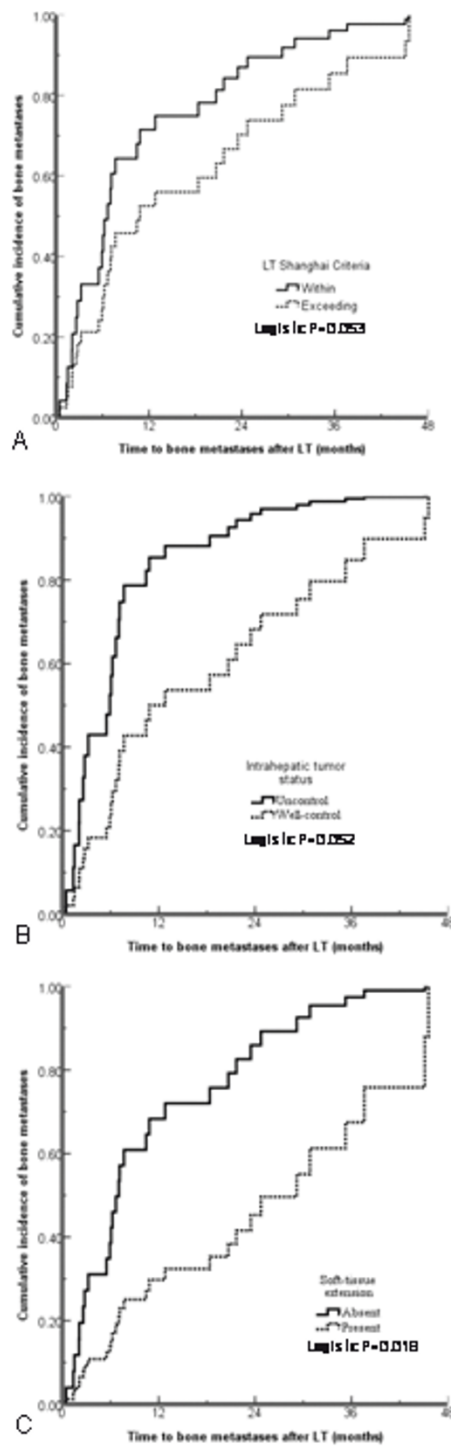 Cumulative incidence of bone metastases
1.00
0.80
0.60
0.40
0.20
0.00
LT Shanghai Criteria
Within
Exceeding
Logistic P=0.053
0
12
24
36
48
A
Time to bone metastases after LT (months)
Cumulative incidence of bone metastases
1.00
0.80
0.60
0.40
0.20
0.00
Intrahepatic tumor
status
Uncontrol
Well-control
Logistic P=0.052
0
12
24
36
48
B
Time to bone metastases after LT (months)
Cumulative incidence of bone metastases
1.00
0.80
0.60
0.40
0.20
0.00
Soft-tissue
extension
Absent
Present
Logistic P=0.018
0
12
24
36
48
C
Time to bone metastases after LT (months)